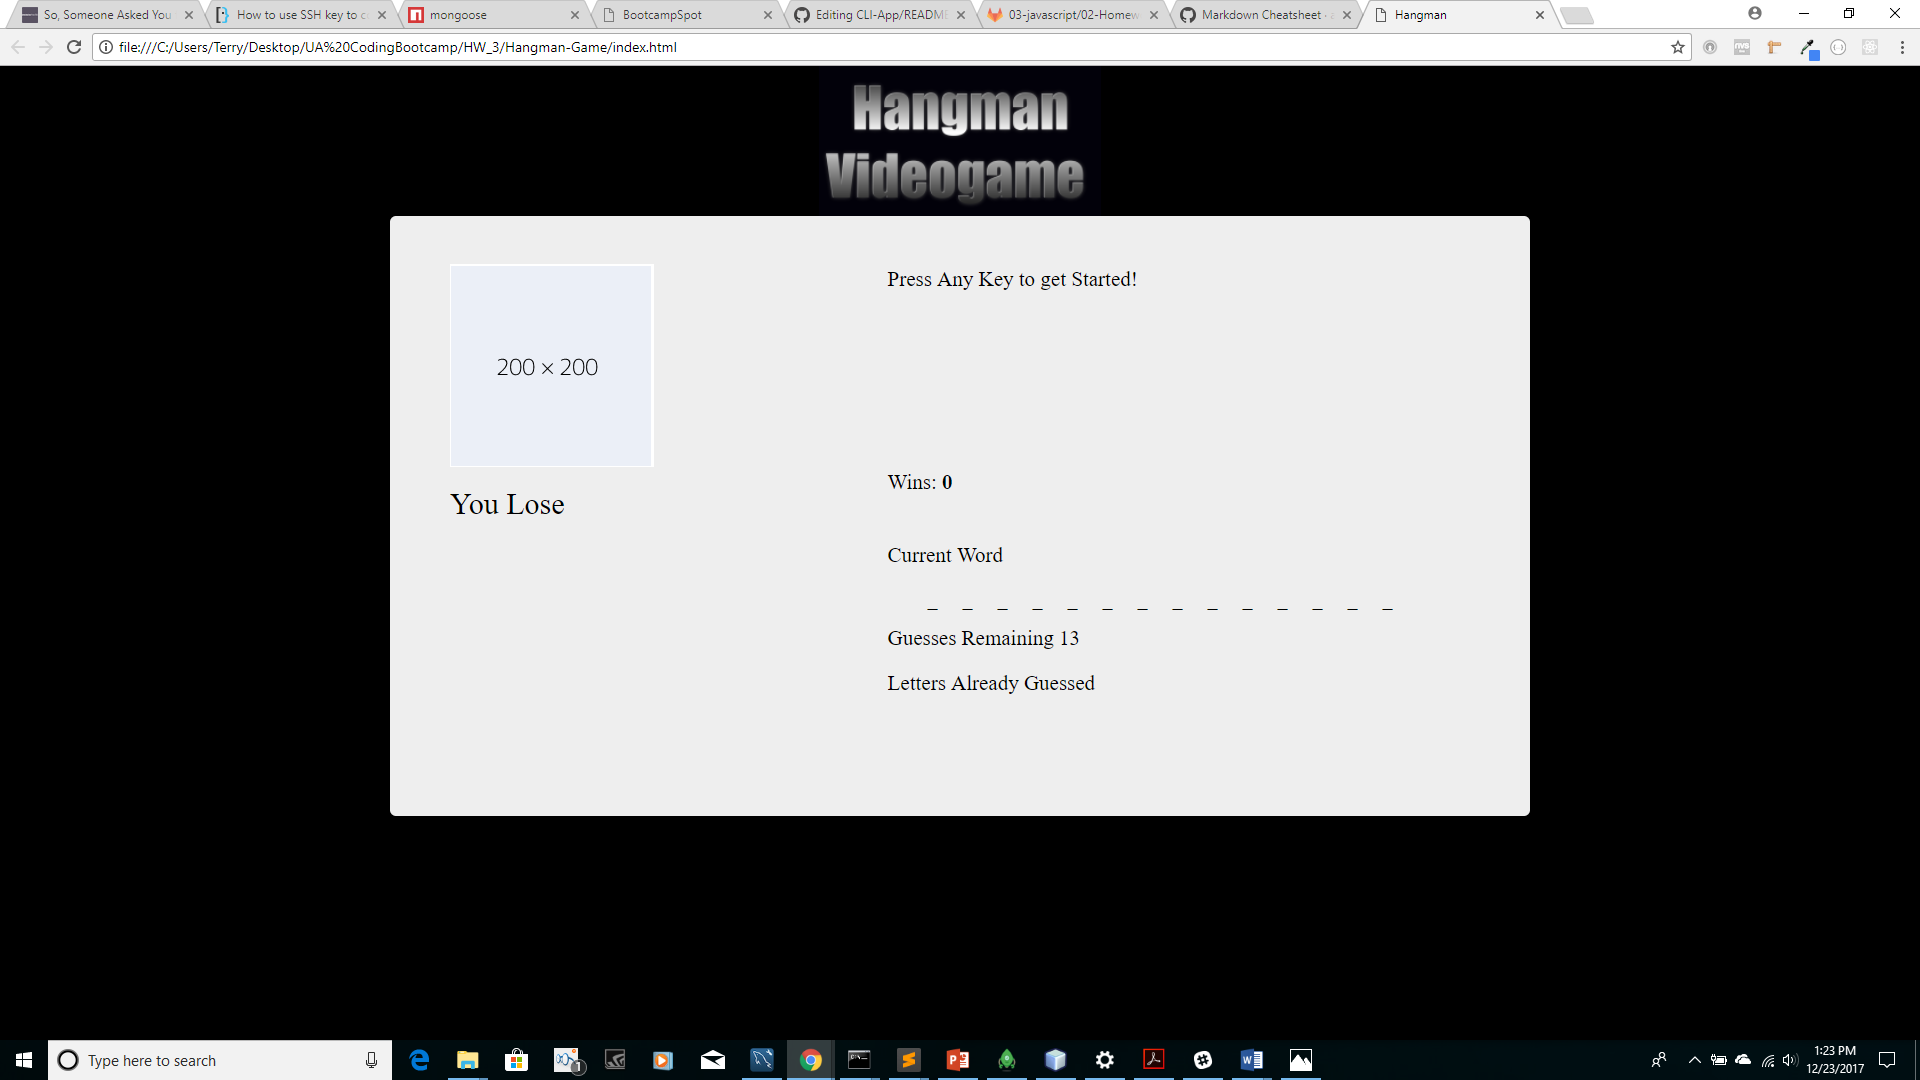 So, Someone Asked You
How to use SSH key to c
mongoose
BootcampSpot
Editing CLI-App/READM
03-javascript/02-Homew
Markdown Cheatsheet · a
Hangman
file:///C:/Users/Terry/Desktop/UA%20CodingBootcamp/HW_3/Hangman-Game/index.html
Hangman
Videogame
200 × 200
Press Any Key to get Started!
Wins: 0
You Lose
Current Word
_ _ _ _ _ _ _ _ _ _ _ _ _ _
Guesses Remaining 13
Letters Already Guessed
Type here to search
1
1:23 PM
12/23/2017